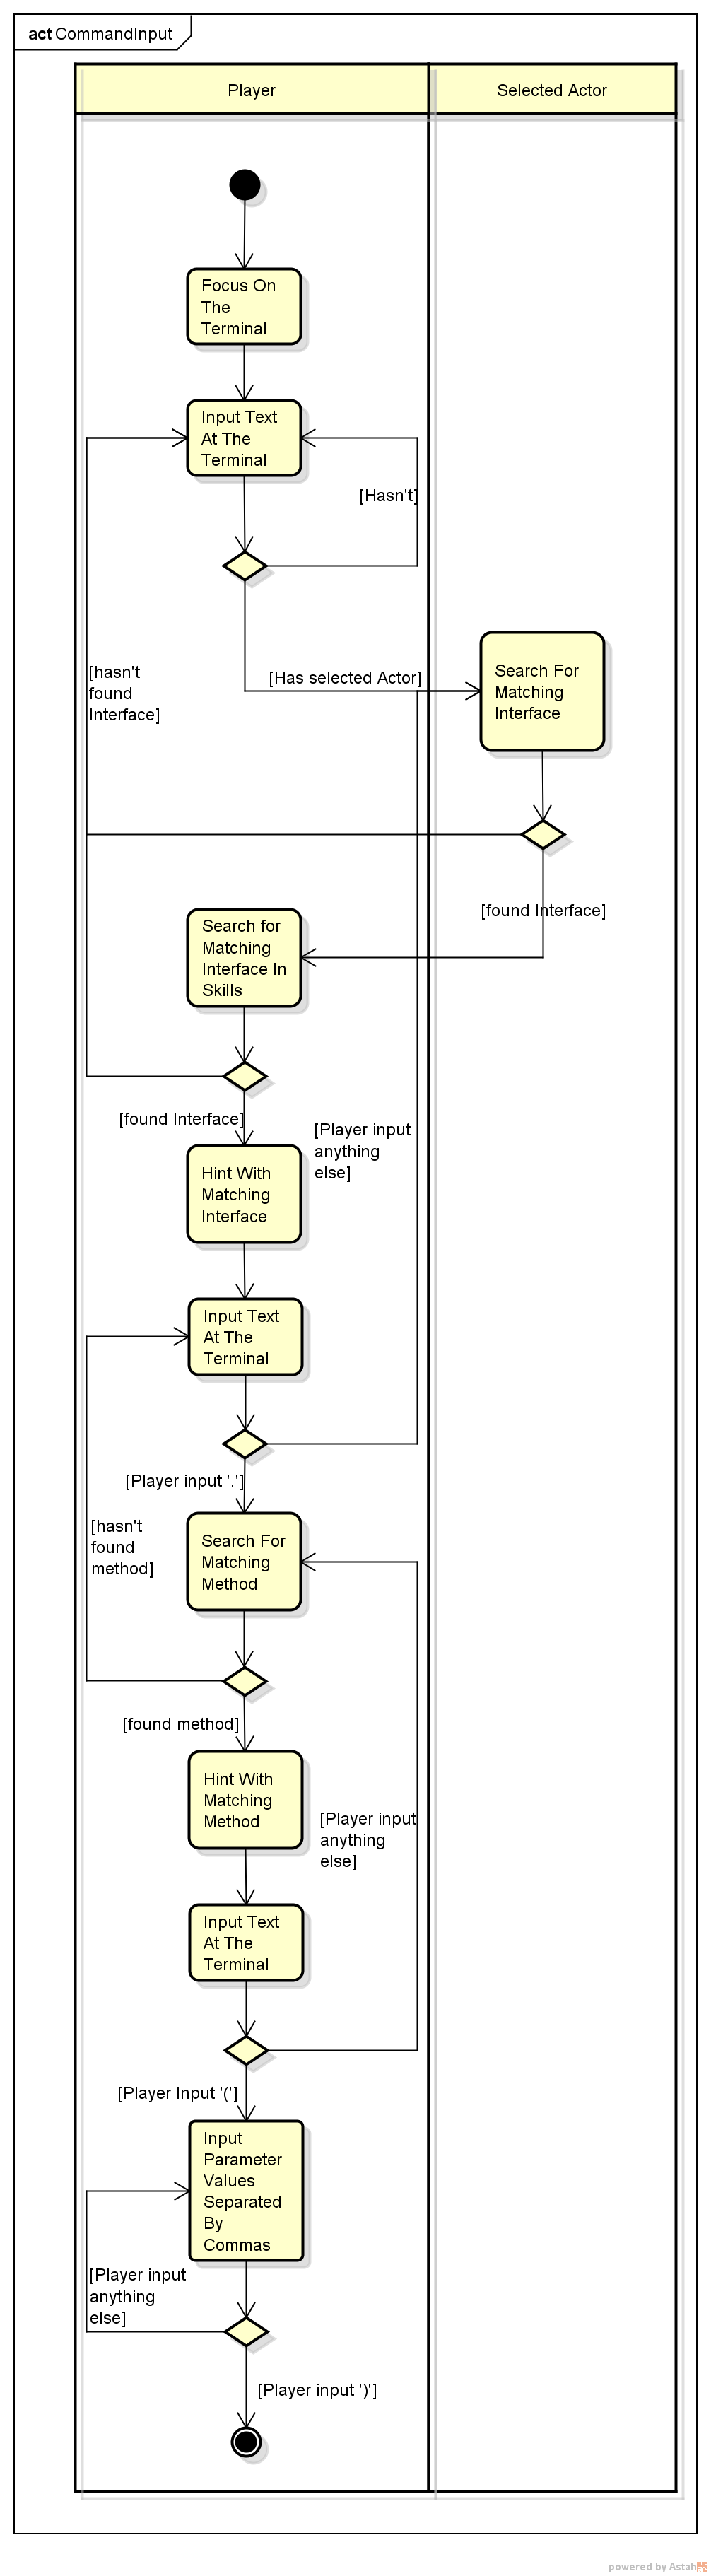 act CommandInput
Player
Selected Actor
Focus On
The
Terminal
Input Text
At The
Terminal
[Hasn't]
[hasn't
found
Interface]
[Has selected Actor]
Search For
Matching
Interface
[found Interface]
Search for
Matching
Interface In
Skills
[found Interface]
[Player input
anything
else]
Hint With
Matching
Interface
Input Text
At The
Terminal
[Player input '.']
[hasn't
found
method]
Search For
Matching
Method
[found method]
Hint With
Matching
Method
[Player input
anything
else]
Input Text
At The
Terminal
[Player Input '(']
Input
Parameter
Values
Separated
By
Commas
[Player input
anything
else]
[Player input ')']
powered by Astah